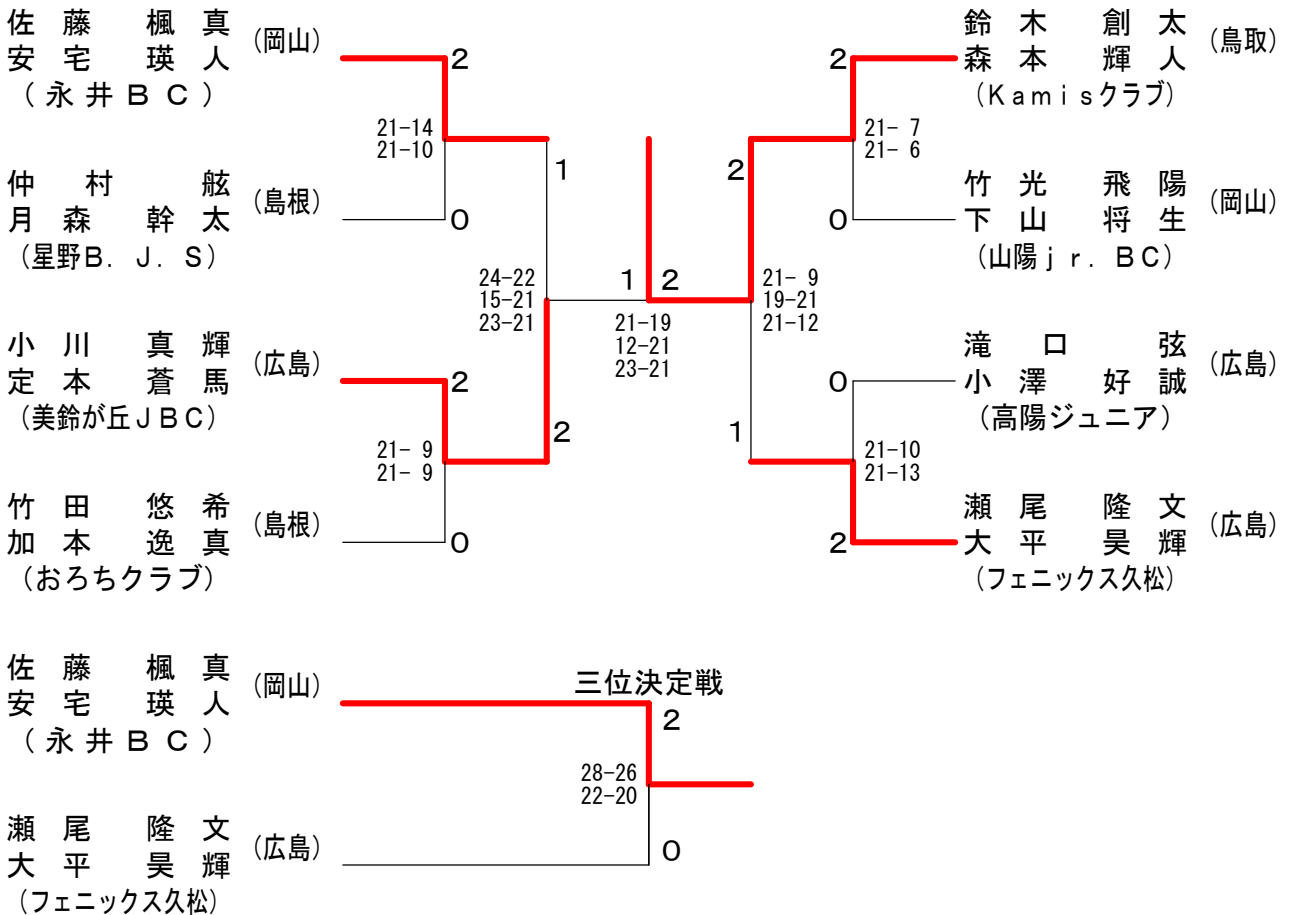 佐藤 楓真
安宅 瑛人
(岡山)
(永井BC)
2
21-14
21-10
仲村 舷
月森 幹太
(島根)
(星野B.J.S)
0
1
24-22
15-21
23-21
小川 真輝
定本 蒼馬
(広島)
(美鈴が丘JBC)
2
21- 9
21- 9
2
竹田 悠希
加本 逸真
(島根)
(おろちクラブ)
0
1 2
21-19
12-21
23-21
鈴木 創太
森本 輝人
(鳥取)
(Kamisクラブ)
2
21- 7
21- 6
2
竹光 飛陽
下山 将生
(岡山)
(山陽jr.BC)
0
21- 9
19-21
21-12
滝口 弦
小澤 好誠
(広島)
(高陽ジュニア)
0
1
21-10
21-13
瀬尾 隆文
大平 昊輝
(広島)
(フェニックス久松)
2
三位決定戦
佐藤 楓真
安宅 瑛人
(岡山)
(永井BC)
2
28-26
22-20
瀬尾 隆文
大平 昊輝
(広島)
(フェニックス久松)
0